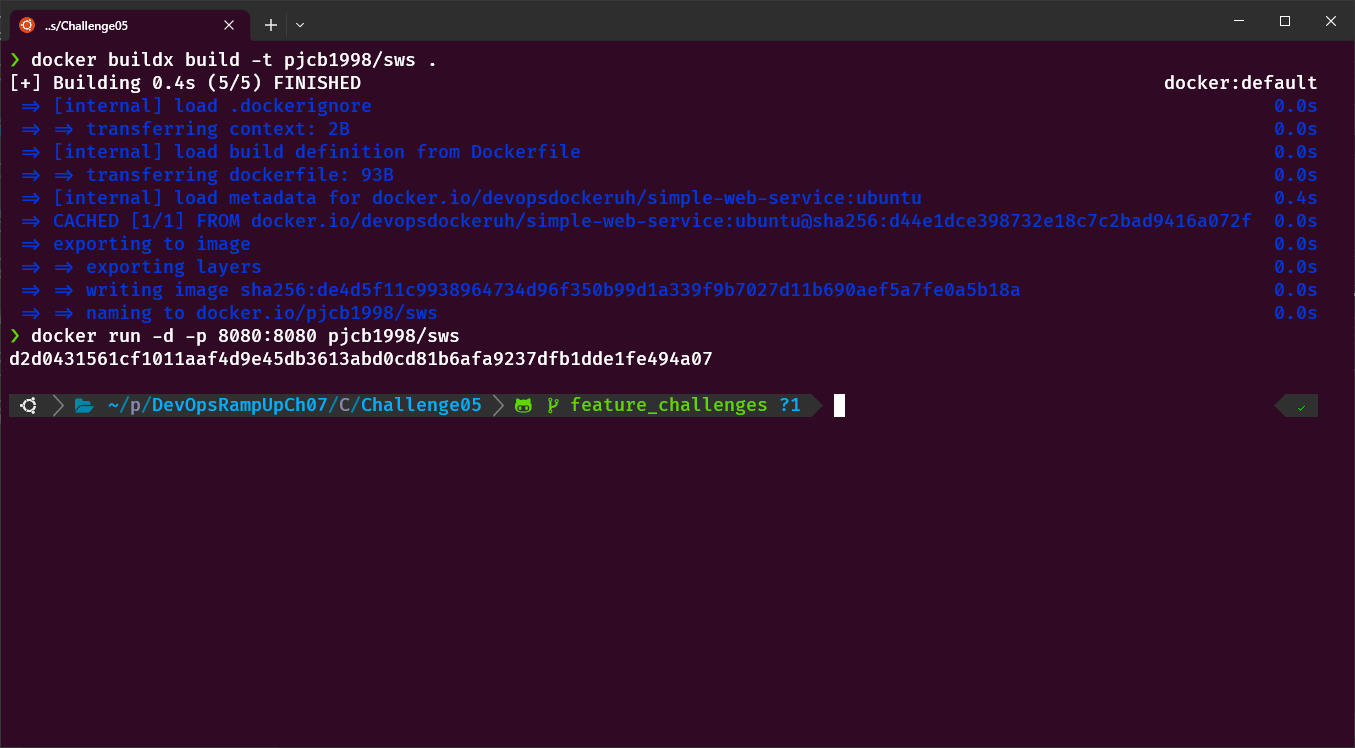 ..s/Challenge05
❯ docker buildx build -t pjcb1998/sws .
[+] Building 0.4s (5/5) FINISHED docker:default
=> [internal] load .dockerignore 0.0s
=> => transferring context: 2B 0.0s
=> [internal] load build definition from Dockerfile 0.0s
=> => transferring dockerfile: 93B 0.0s
=> [internal] load metadata for docker.io/devopsdockeruh/simple-web-service:ubuntu 0.4s
=> CACHED [1/1] FROM docker.io/devopsdockeruh/simple-web-service:ubuntu@sha256:d44e1dce398732e18c7c2bad9416a072f 0.0s
=> exporting to image 0.0s
=> => exporting layers 0.0s
=> => writing image sha256:de4d5f11c9938964734d96f350b99d1a339f9b7027d11b690aef5a7fe0a5b18a 0.0s
=> => naming to docker.io/pjcb1998/sws 0.0s
❯ docker run -d -p 8080:8080 pjcb1998/sws
d2d0431561cf1011aaf4d9e45db3613abd0cd81b6afa9237dfb1dde1fe494a07
~/p/DevOpsRampUpCh07/C/Challenge05 feature_challenges ?1 ✓